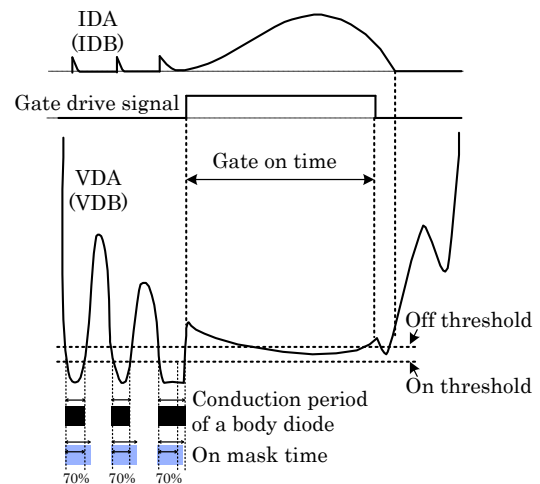 IDA
(IDB)
Gate drive signal
Gate on time
VDA
(VDB)
Off threshold
On threshold
Conduction period
of a body diode
On mask time
70% 70% 70%